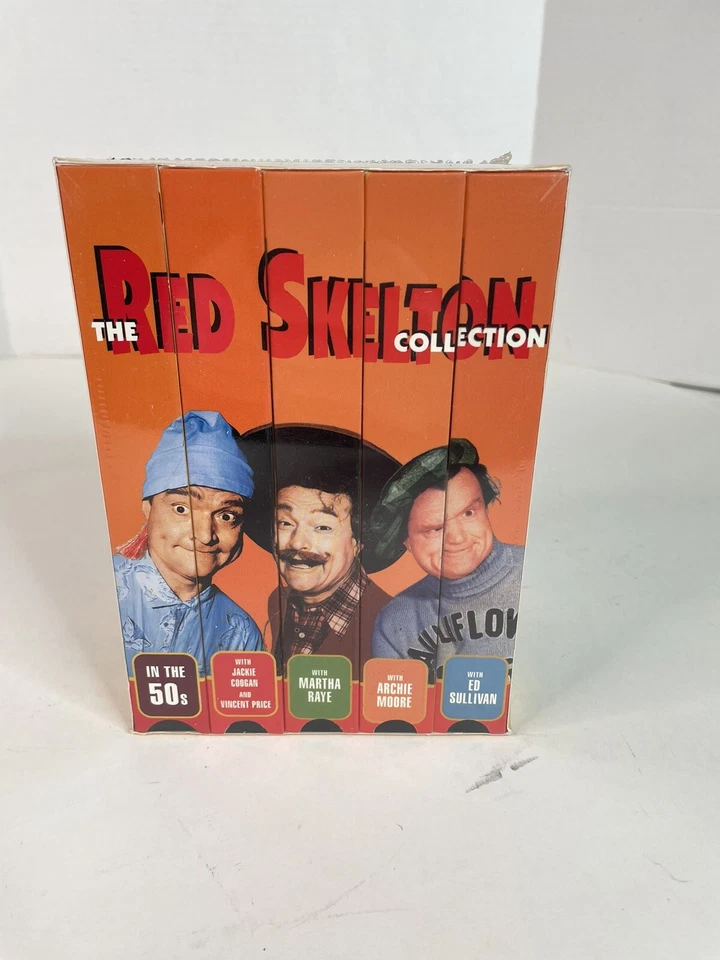 THE RED SKELTON COLLECTION
AULIFLOW
IN THE
50s
WITH
JACKIE
COOGAN
AND
VINCENT PRICE
WITH
MARTHA
RAYE
WITH
ARCHIE
MOORE
WITH
ED
SULLIVAN